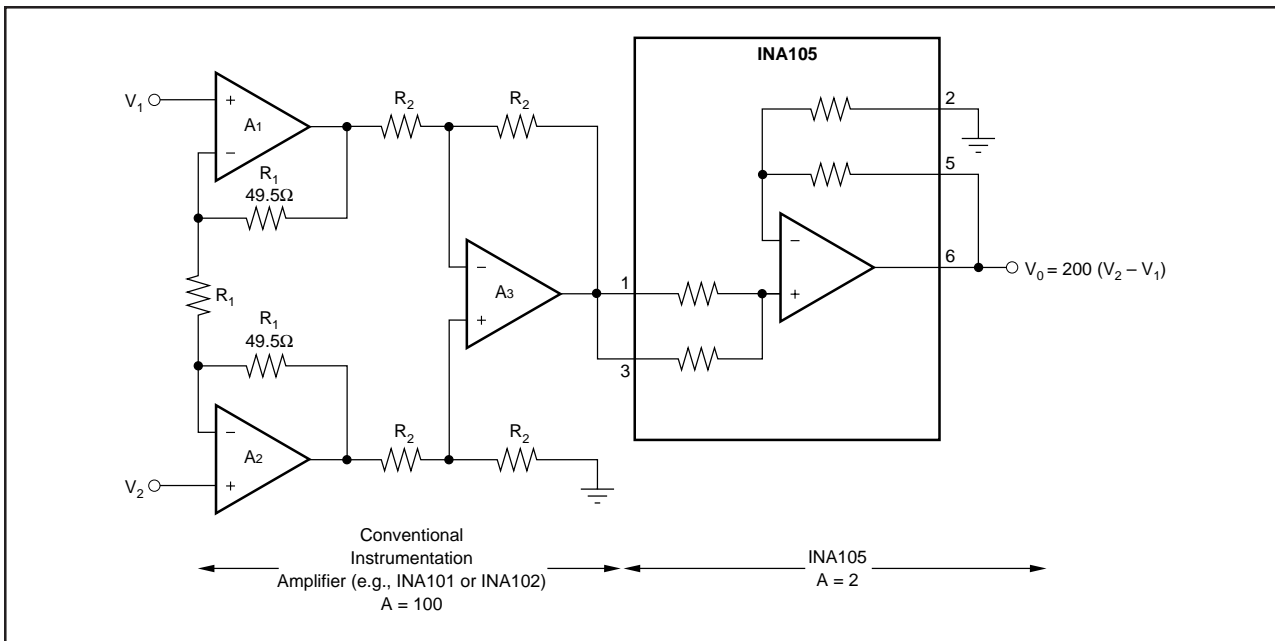 INA105
V1
+
A1
–
R2
R2
2
R1
49.5Ω
5
–
+
6
V0 = 200 (V2 – V1)
–
A3
+
1
3
R1
R1
49.5Ω
–
A2
+
V2
R2
R2
Conventional
Instrumentation
Amplifier (e.g., INA101 or INA102)
A = 100
INA105
A = 2